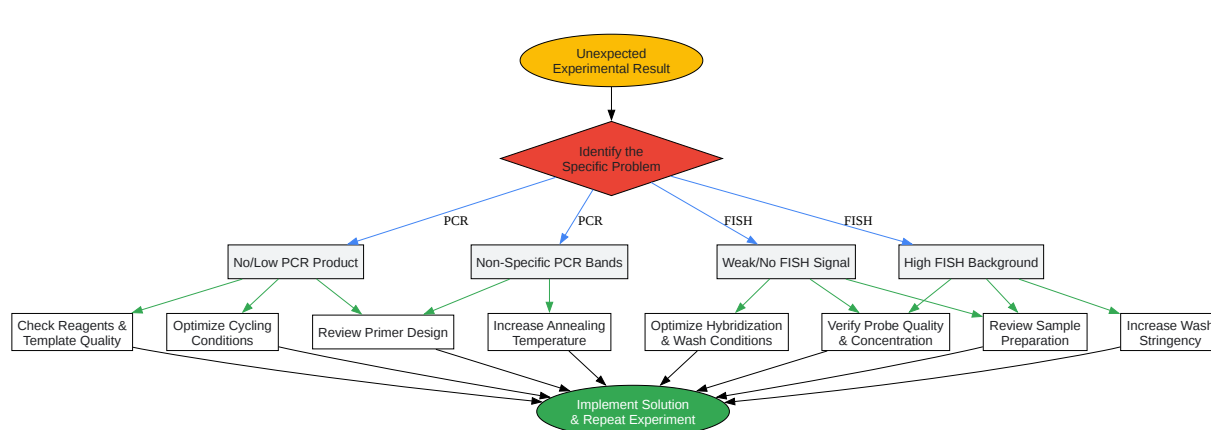 Unexpected
Experimental Result
Identify the
Specific Problem
PCR
PCR
FISH
FISH
No/Low PCR Product
Non-Specific PCR Bands
Weak/No FISH Signal
High FISH Background
Check Reagents &
Template Quality
Optimize Cycling
Conditions
Review Primer Design
Increase Annealing
Temperature
Optimize Hybridization
& Wash Conditions
Verify Probe Quality
& Concentration
Review Sample
Preparation
Increase Wash
Stringency
Implement Solution
& Repeat Experiment